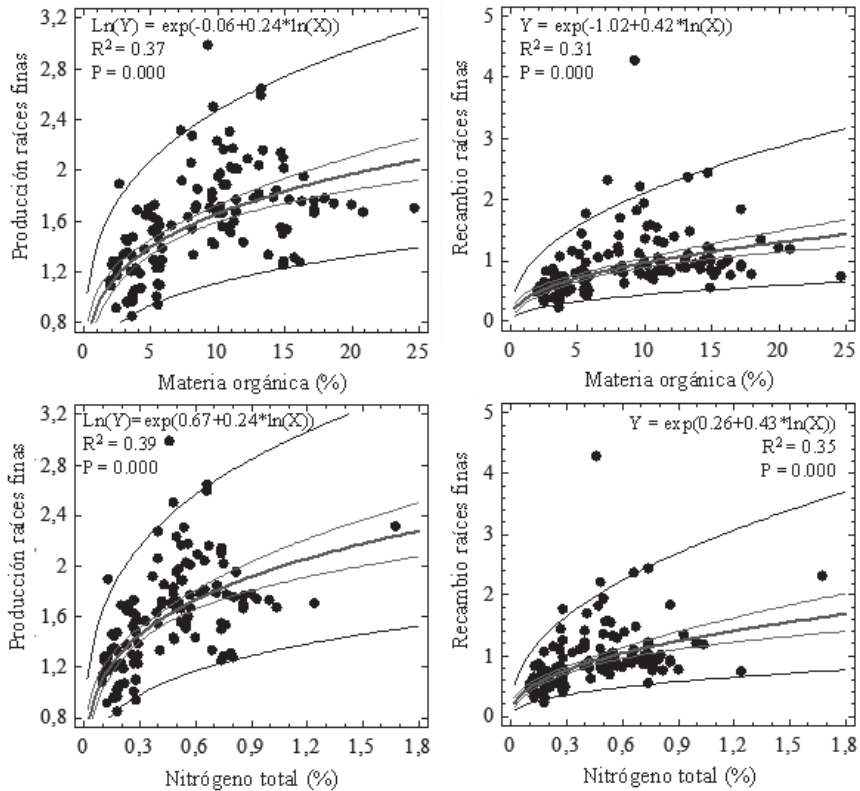 Ln(Y) = exp(-0.06+0.24*ln(X))
R² = 0.37
P = 0.000
Producción raíces finas
3,2
2,8
2,4
2
1,6
1,2
0,8
0 5 10 15 20 25
Materia orgánica (%)
Y = exp(-1.02+0.42*ln(X))
R² = 0.31
P = 0.000
Recambio raíces finas
5
4
3
2
1
0
0 5 10 15 20 25
Materia orgánica (%)
Ln(Y)=exp(0.67+0.24*ln(X))
R² = 0.39
P = 0.000
Producción raíces finas
3,2
2,8
2,4
2
1,6
1,2
0,8
0 0,3 0,6 0,9 1,2 1,5 1,8
Nitrógeno total (%)
Y = exp(0.26+0.43*ln(X))
R² = 0.35
P = 0.000
Recambio raíces finas
5
4
3
2
1
0
0 0,3 0,6 0,9 1,2 1,5 1,8
Nitrógeno total (%)